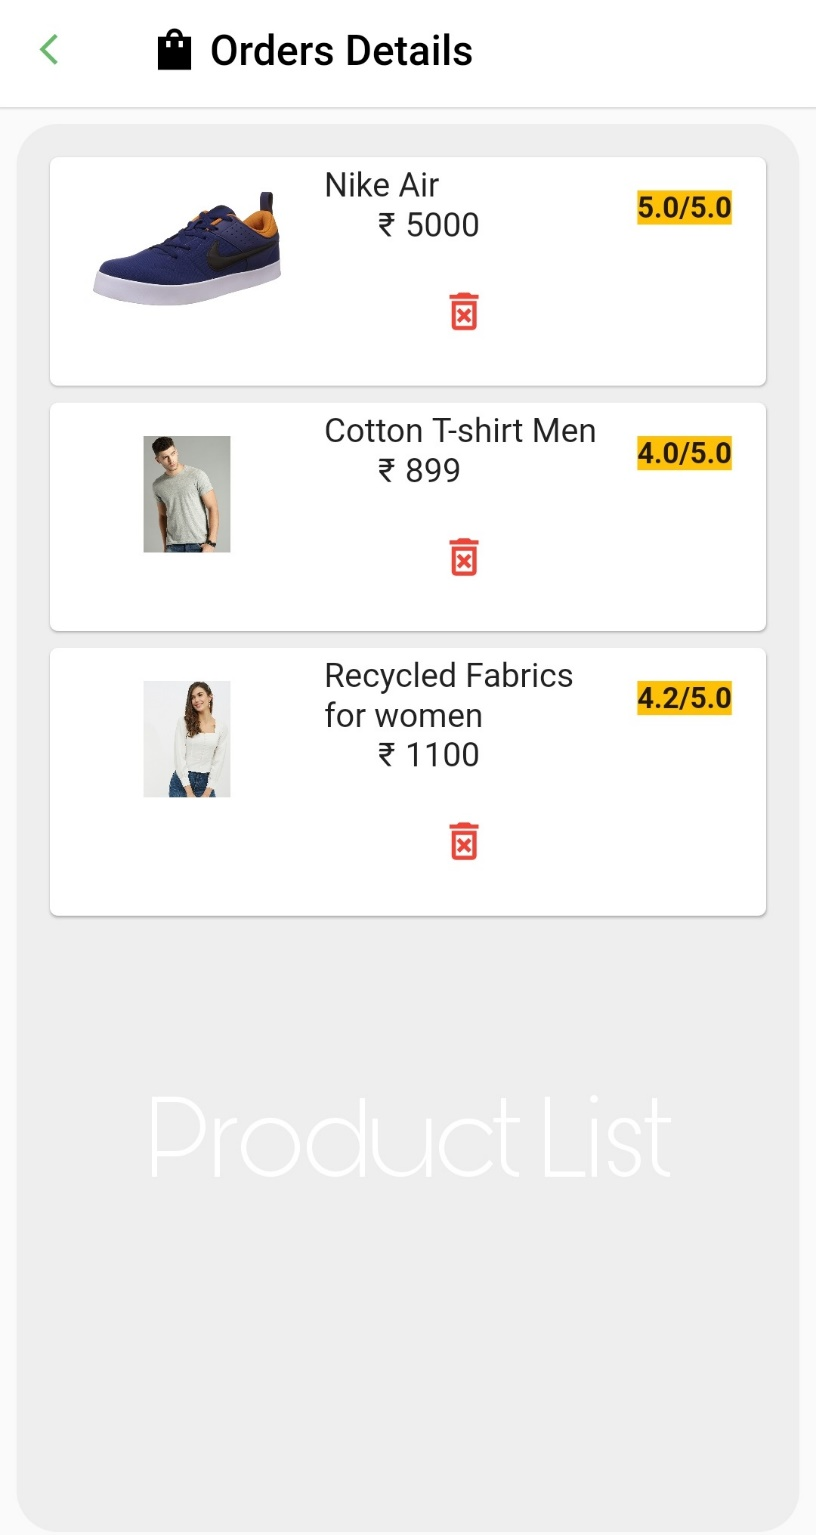 Orders Details
Nike Air
₹ 5000
5.0/5.0
Cotton T-shirt Men
₹ 899
4.0/5.0
Recycled Fabrics
for women
₹ 1100
4.2/5.0
Product List